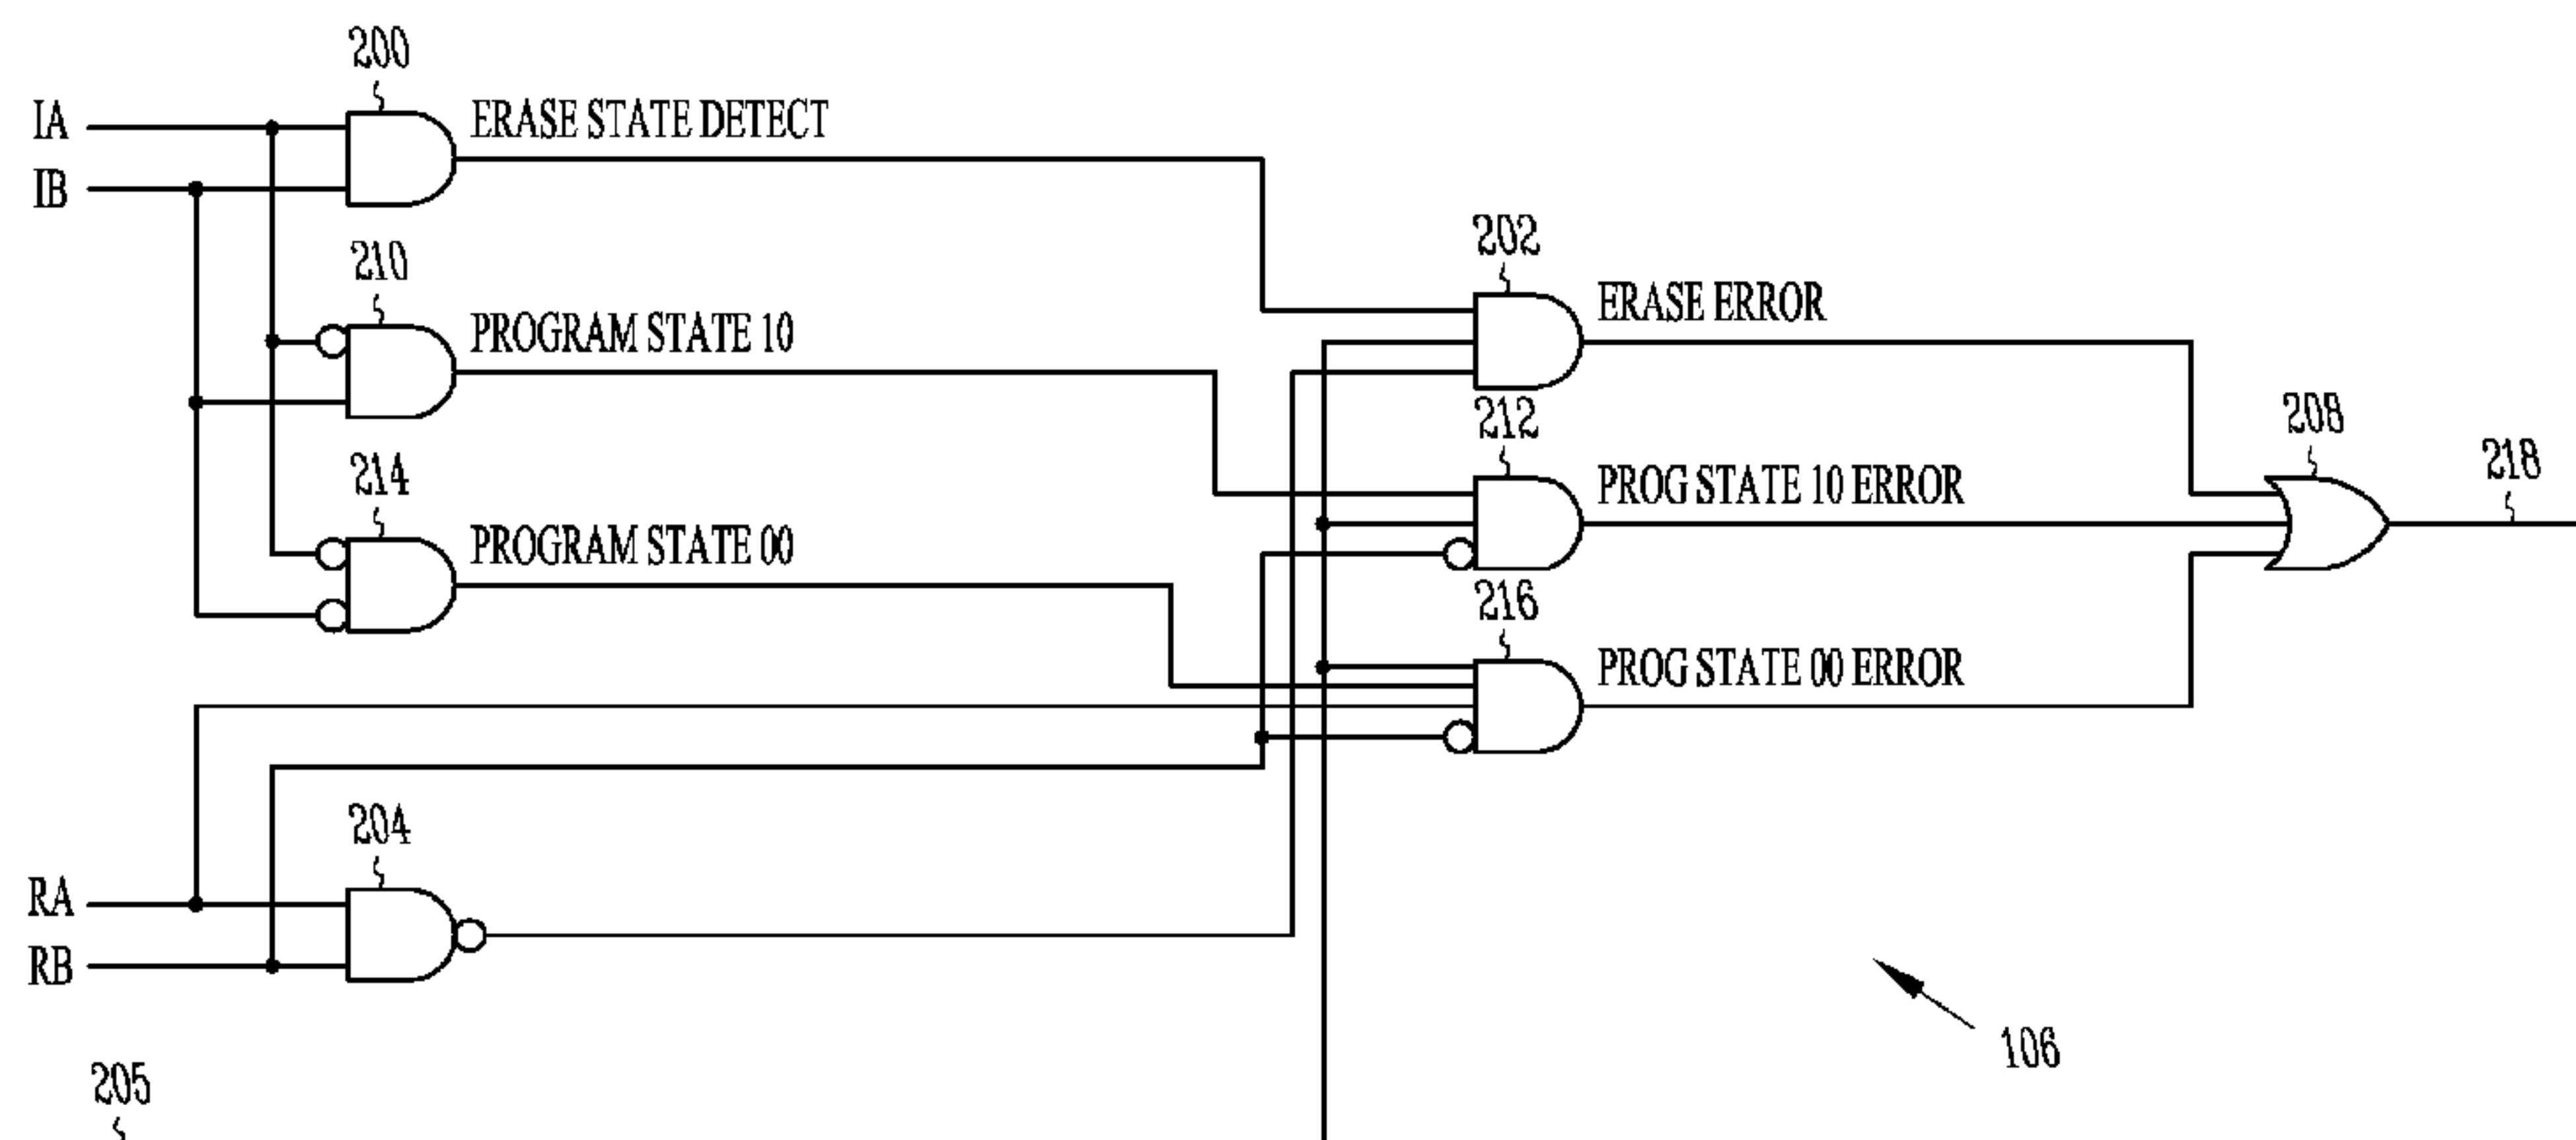 200
IA
ERASE STATE DETECT
IB
210
202
PROGRAM STATE 10
ERASE ERROR
212
208
214
218
PROG STATE 10 ERROR
PROGRAM STATE 00
216
PROG STATE 00 ERROR
204
RA
RB
106
205